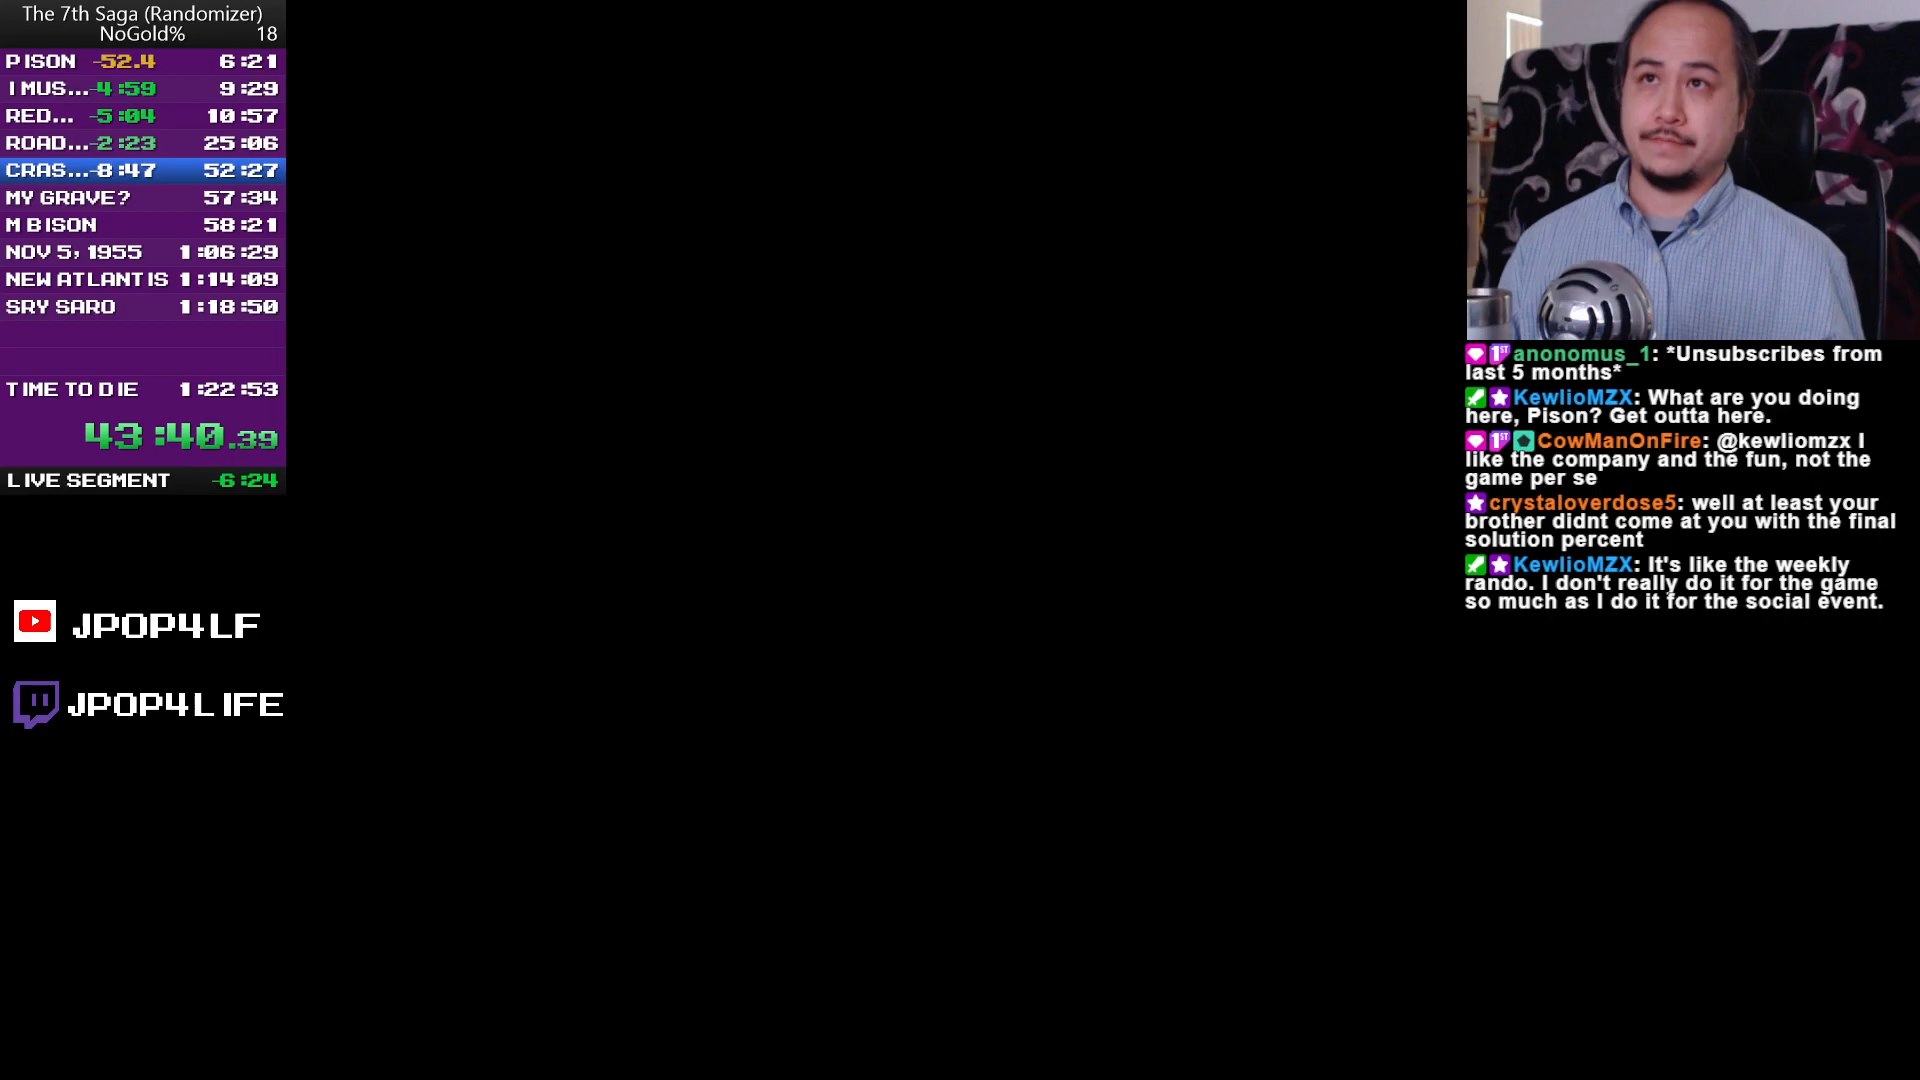 The 7th Saga (Randomizer)
NoGold% 18
PISON -52.4 6:21
I MUS... -4:59 9:29
RED... -5:04 10:57
ROAD... -2:23 25:06
CRAS... -8:47 52:27
MY GRAVE? 57:34
M BISON 58:21
NOV 5, 1955 1:06:29
NEW ATLANTIS 1:14:09
SRY SARO 1:18:50
TIME TO DIE 1:22:53
43:40.39
LIVE SEGMENT -6:24
JPOP4LF
JPOP4LIFE
1ST anonomus_1: *Unsubscribes from
last 5 months*
KewlioMZX: What are you doing
here, Pison? Get outta here.
1ST CowManOnFire: @kewliomzx I
like the company and the fun, not the
game per se
crystaloverdose5: well at least your
brother didnt come at you with the final
solution percent
KewlioMZX: It's like the weekly
rando. I don't really do it for the game
so much as I do it for the social event.